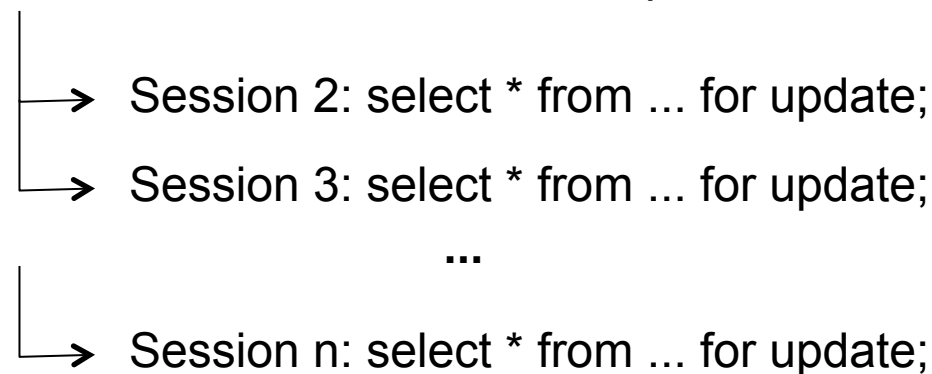 Session 2: select * from ... for update;
Session 3: select * from ... for update;
...
Session n: select * from ... for update;